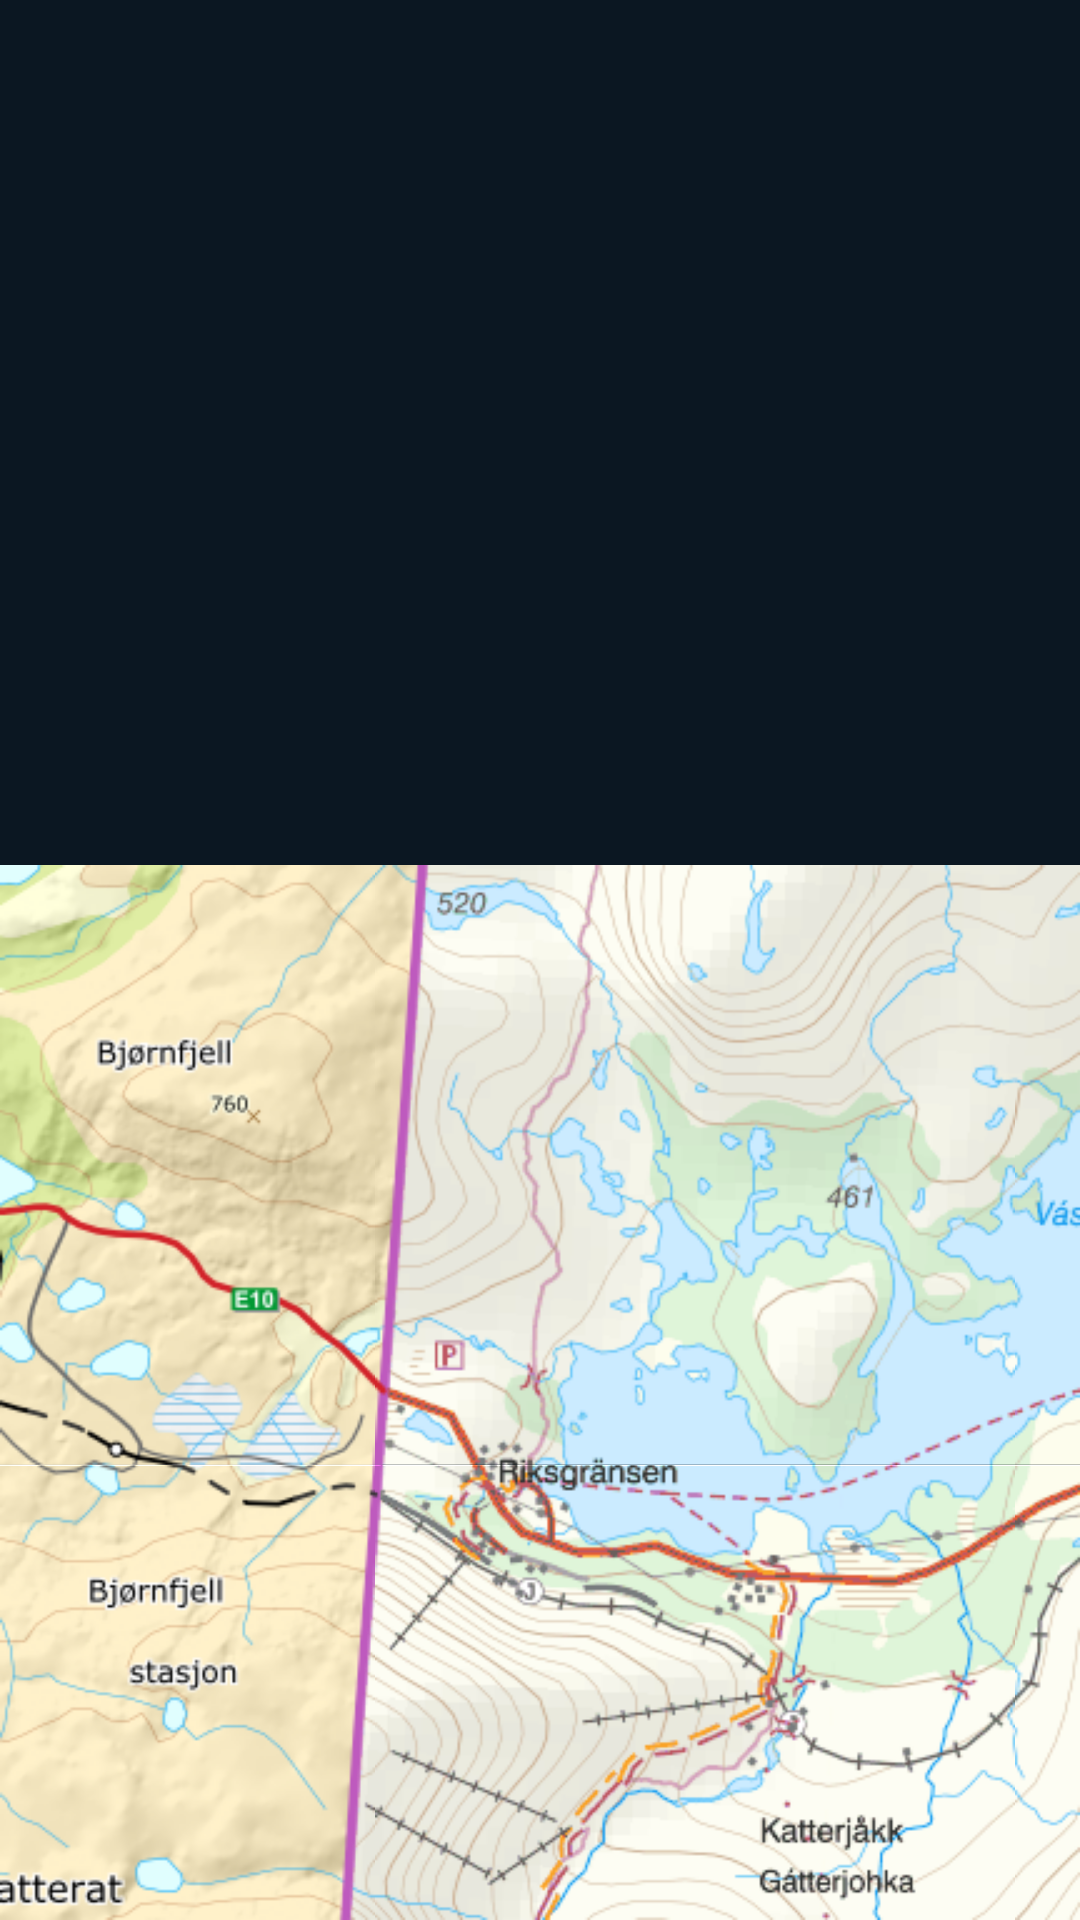 520
Bjørnfjell
760
461
Vás
E10
P
Riksgränsen
Bjørnfjell
stasjon
J
Katterjåkk
Gátterjohka
atterat